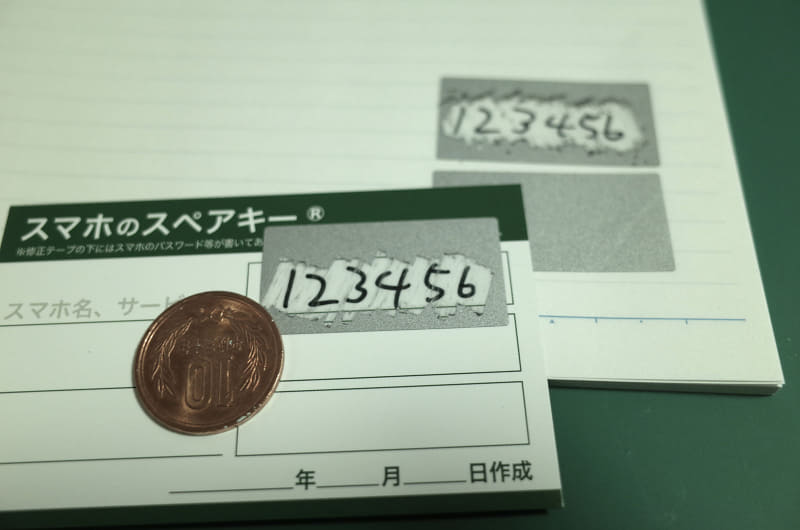 123456
スマホのスペアキー®
※修正テープの下にはスマホのパスワード等が書いてあ
123456
スマホ名、サービ
10
年 月 日作成